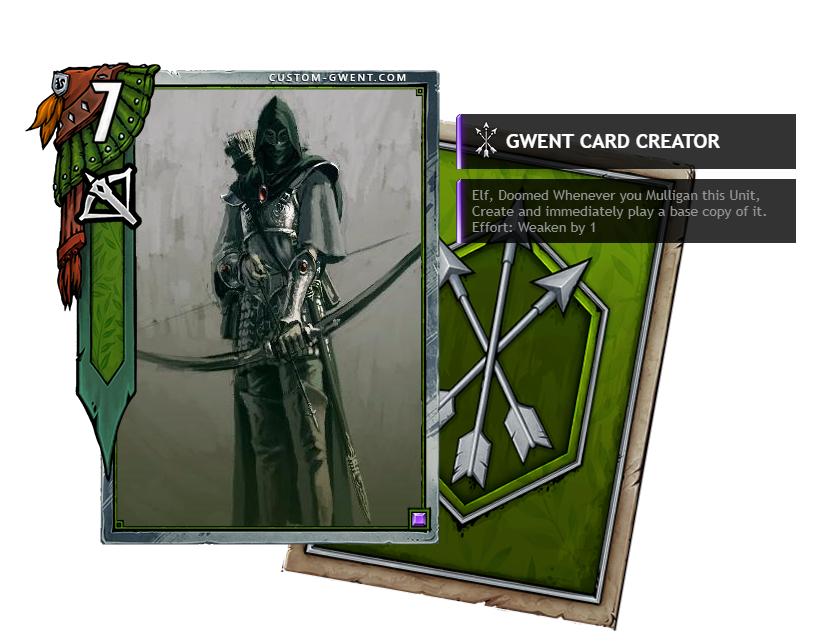 CUSTOM-GWENT.COM
7
GWENT CARD CREATOR
Elf, Doomed Whenever you Mulligan this Unit,
Create and immediately play a base copy of it.
Effort: Weaken by 1